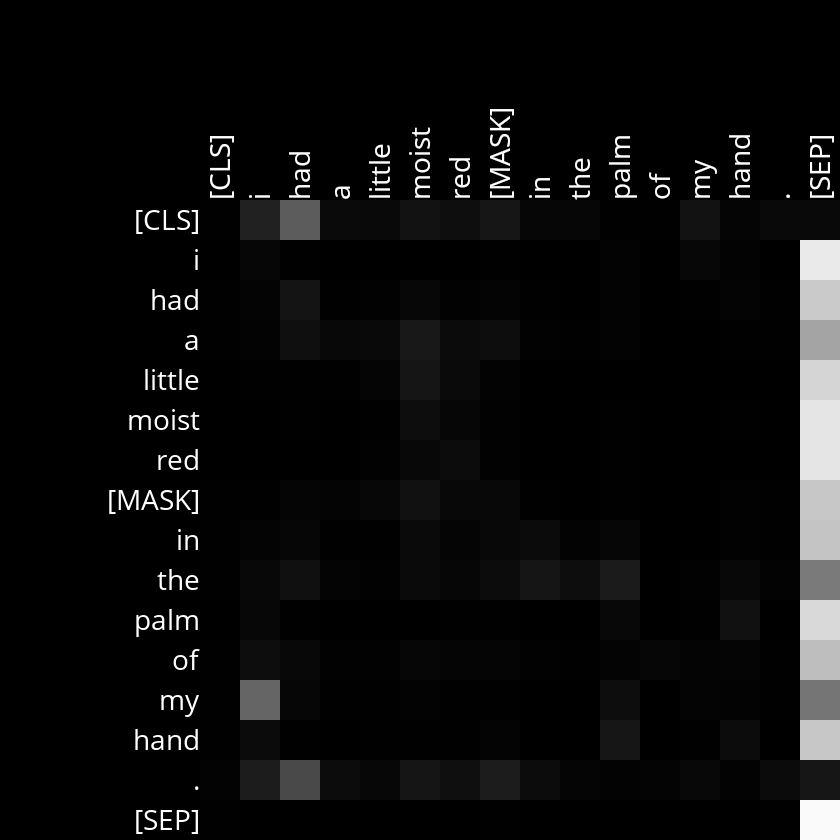 [CLS] i had a little moist red [MASK] in the palm of my hand . [SEP]
[CLS]
i
had
a
little
moist
red
[MASK]
in
the
palm
of
my
hand
.
[SEP]